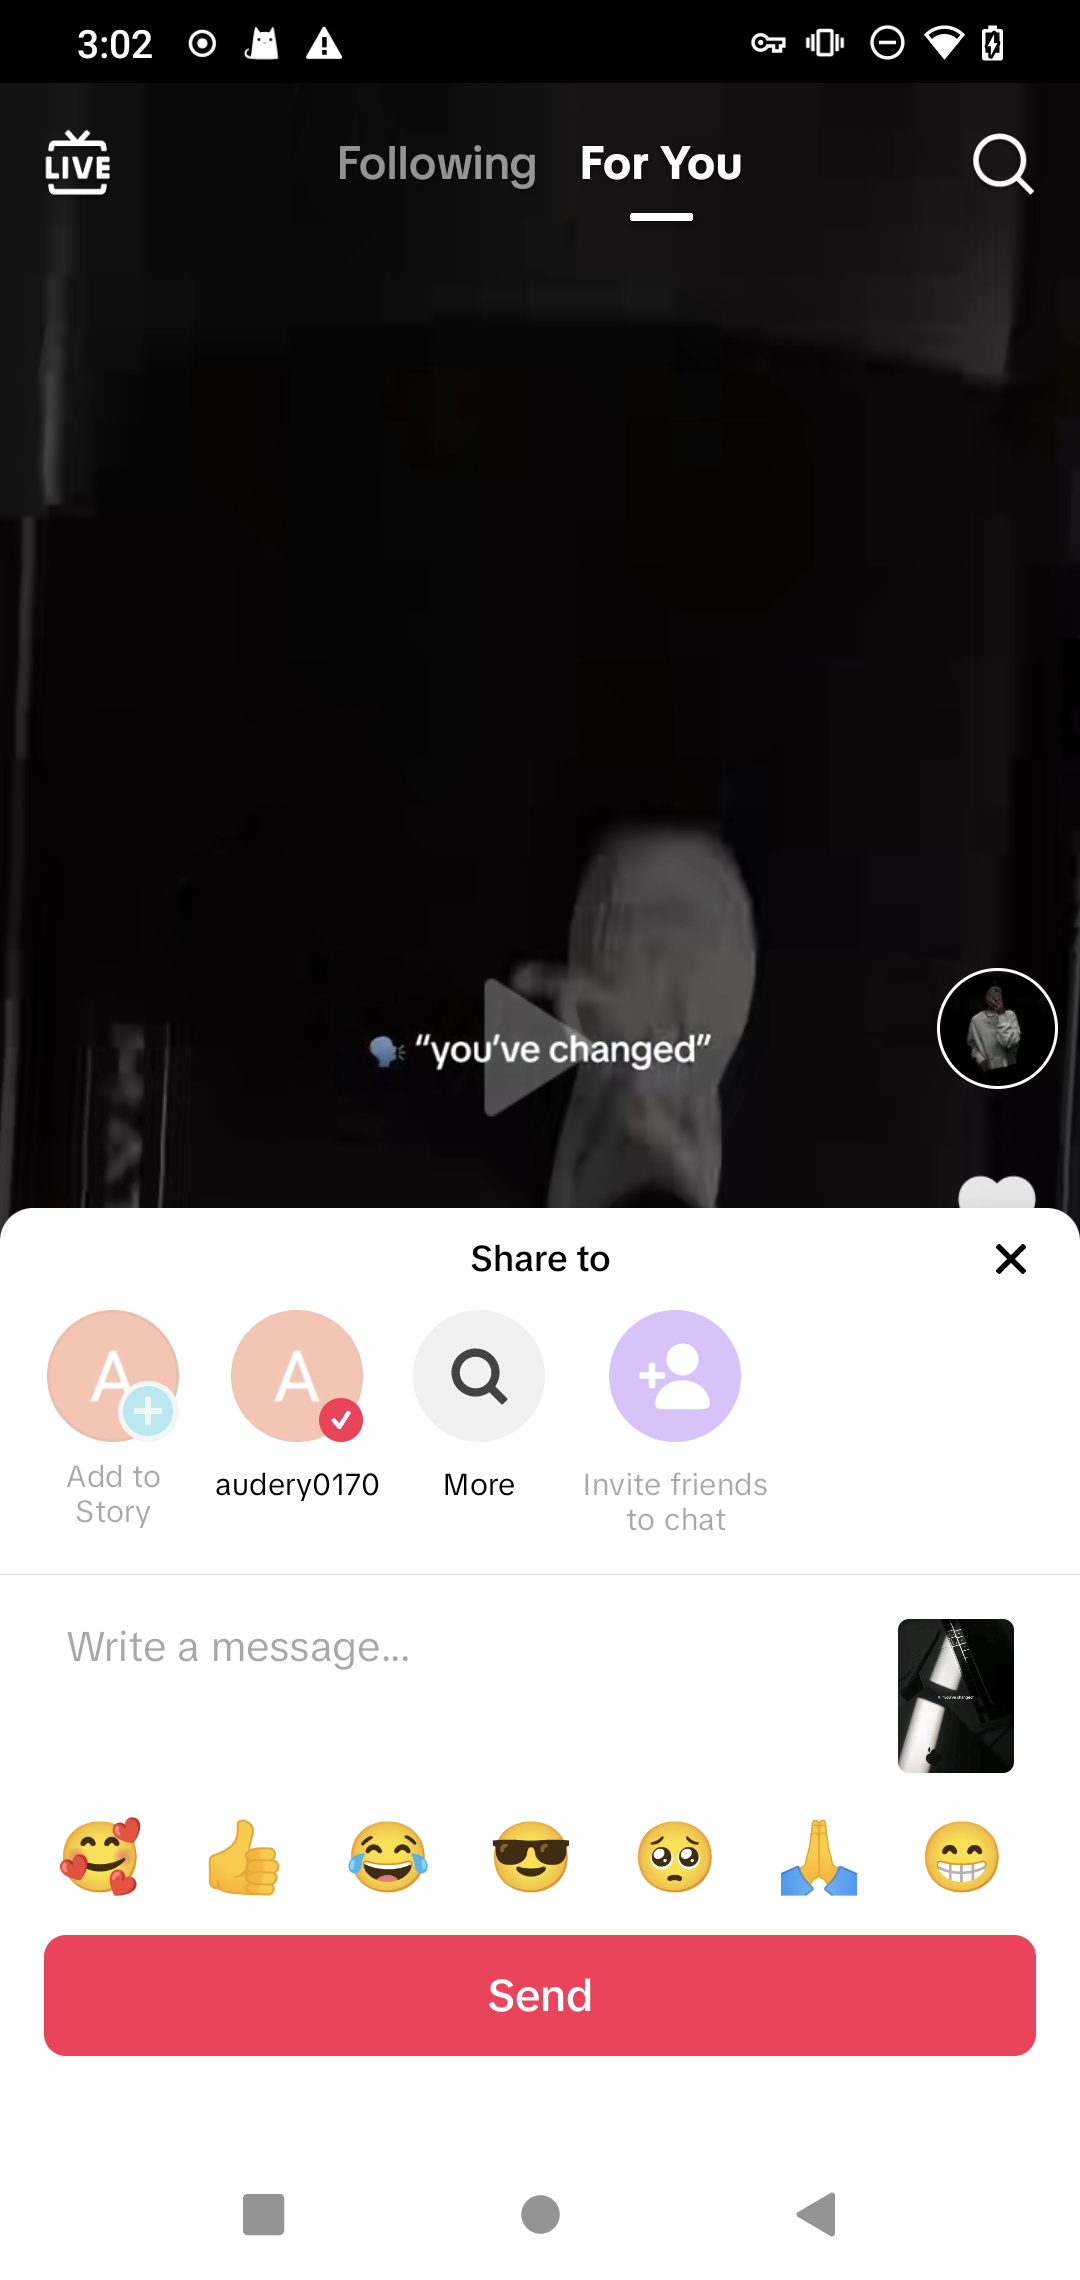 3:02
LIVE
Following For You
"you've changed"
Share to
A A
Add to Story
audery0170
More
Invite friends to chat
Write a message...
Send